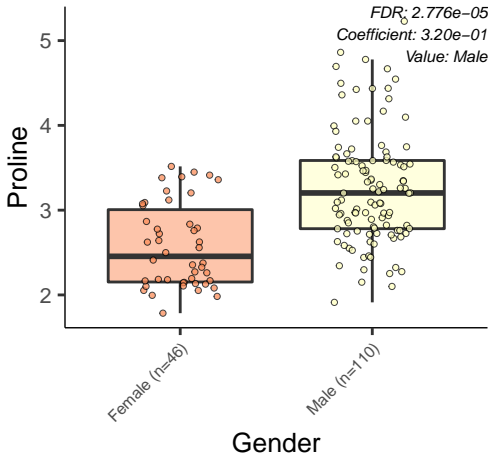 FDR: 2.776e−05
Coefficient: 3.20e−01
Value: Male
5
4
3
2
Proline
Female (n=46)
Male (n=110)
Gender